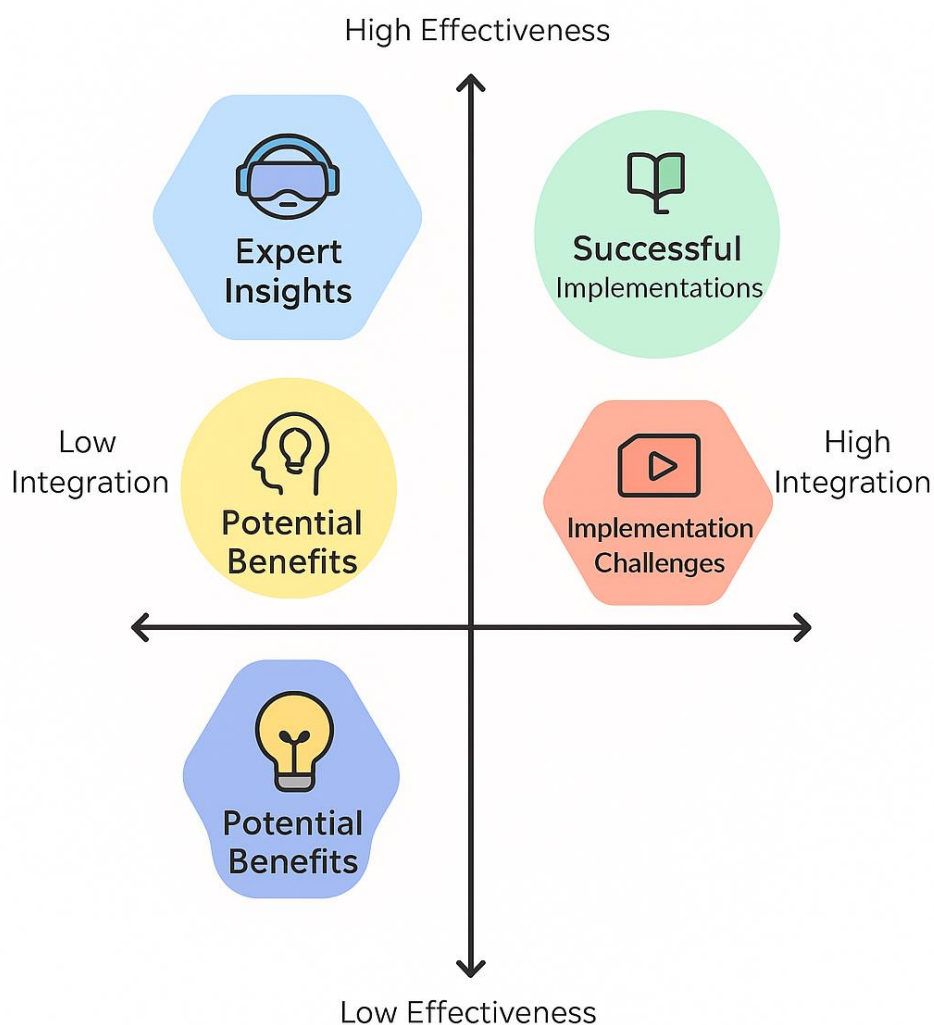 High Effectiveness
Expert
Insights
Successful
Implementations
Low
Integration
High
Integration
Potential
Benefits
Implementation
Challenges
Potential
Benefits
Low Effectiveness